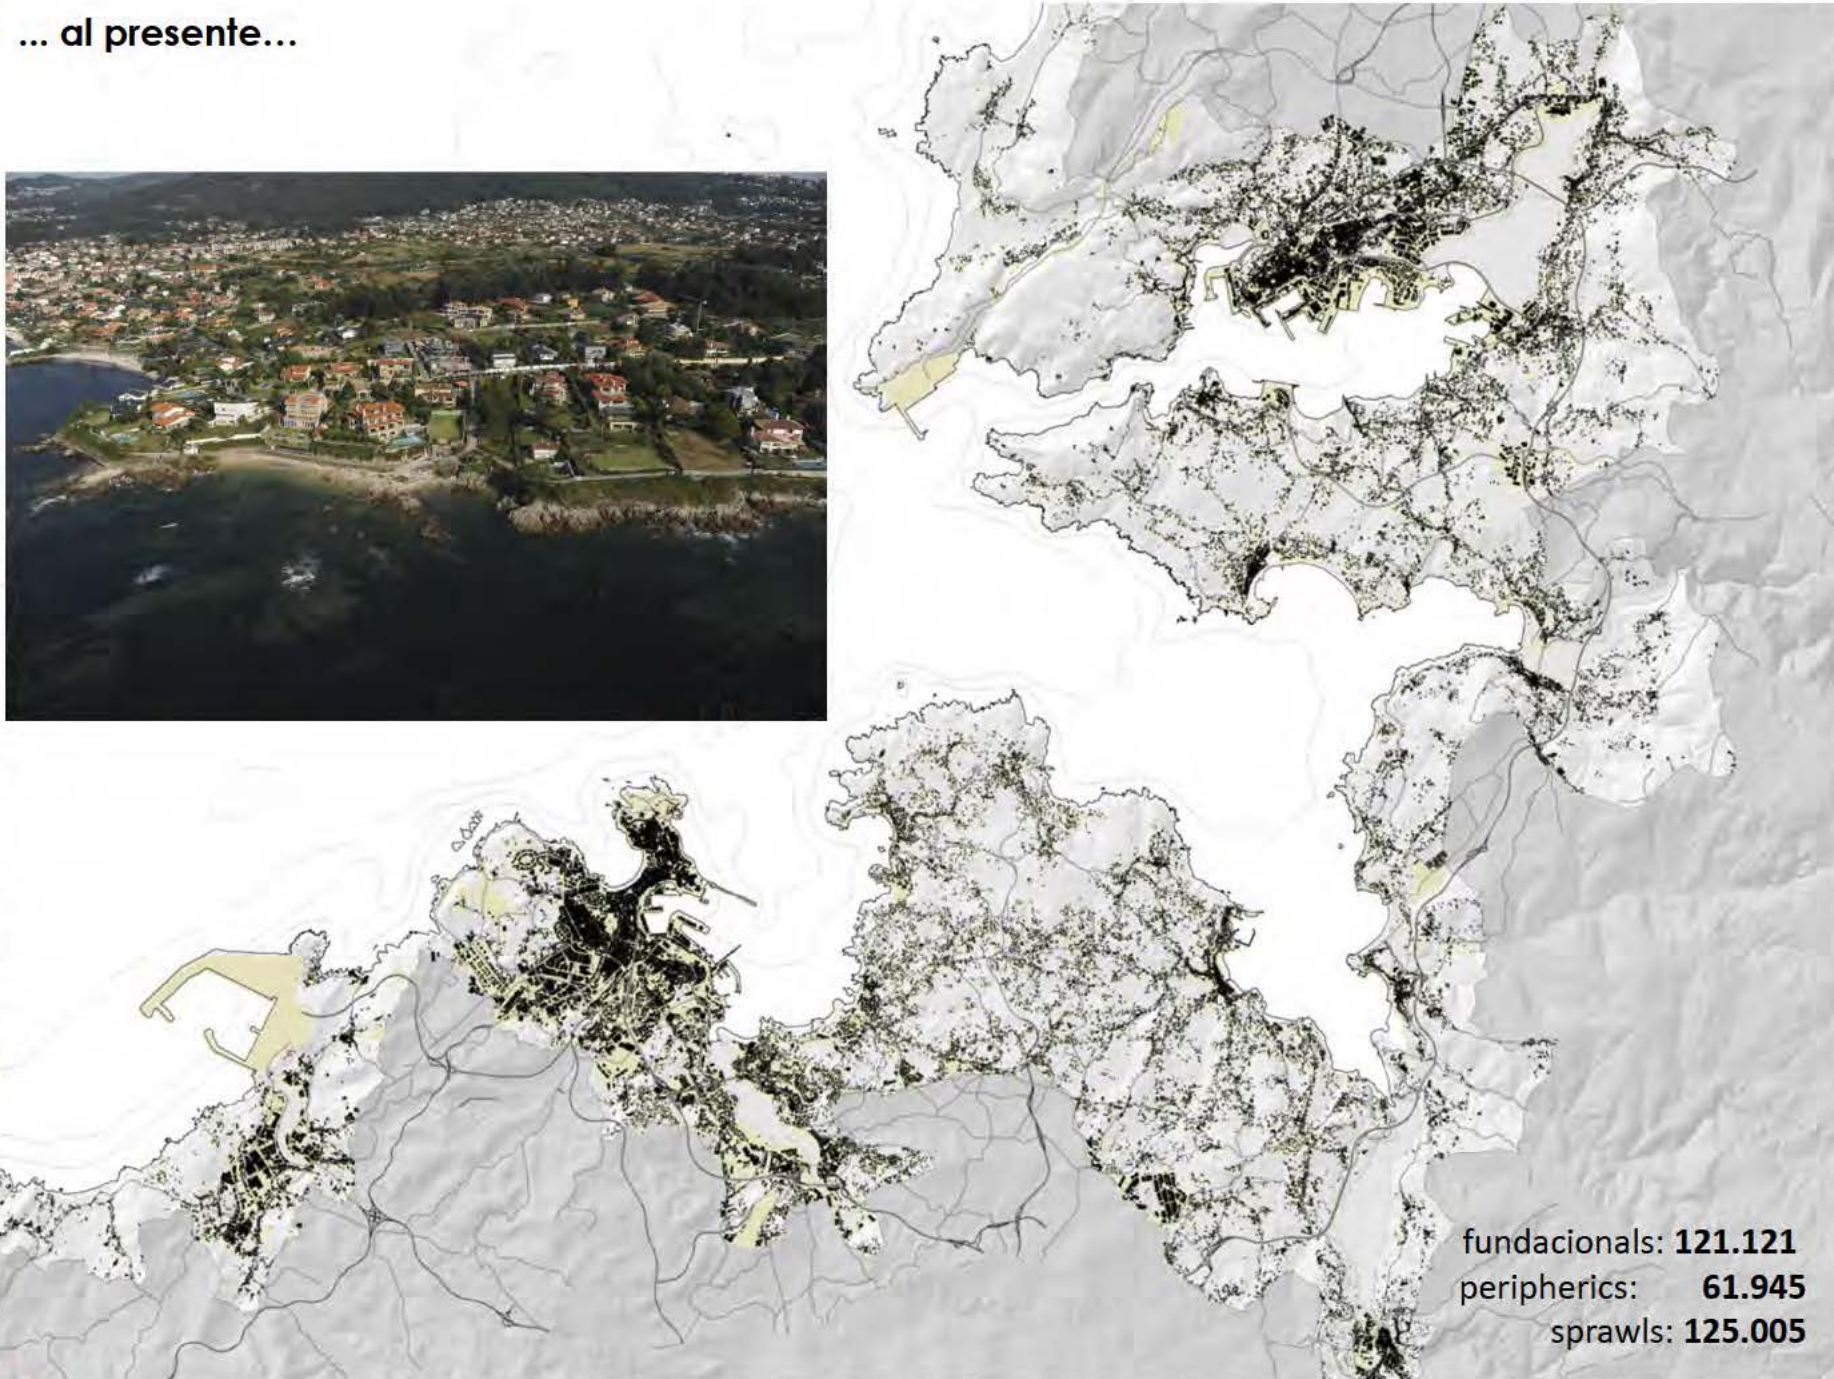 ... al presente...
fundacionals: 121.121
peripherics: 61.945
sprawls: 125.005